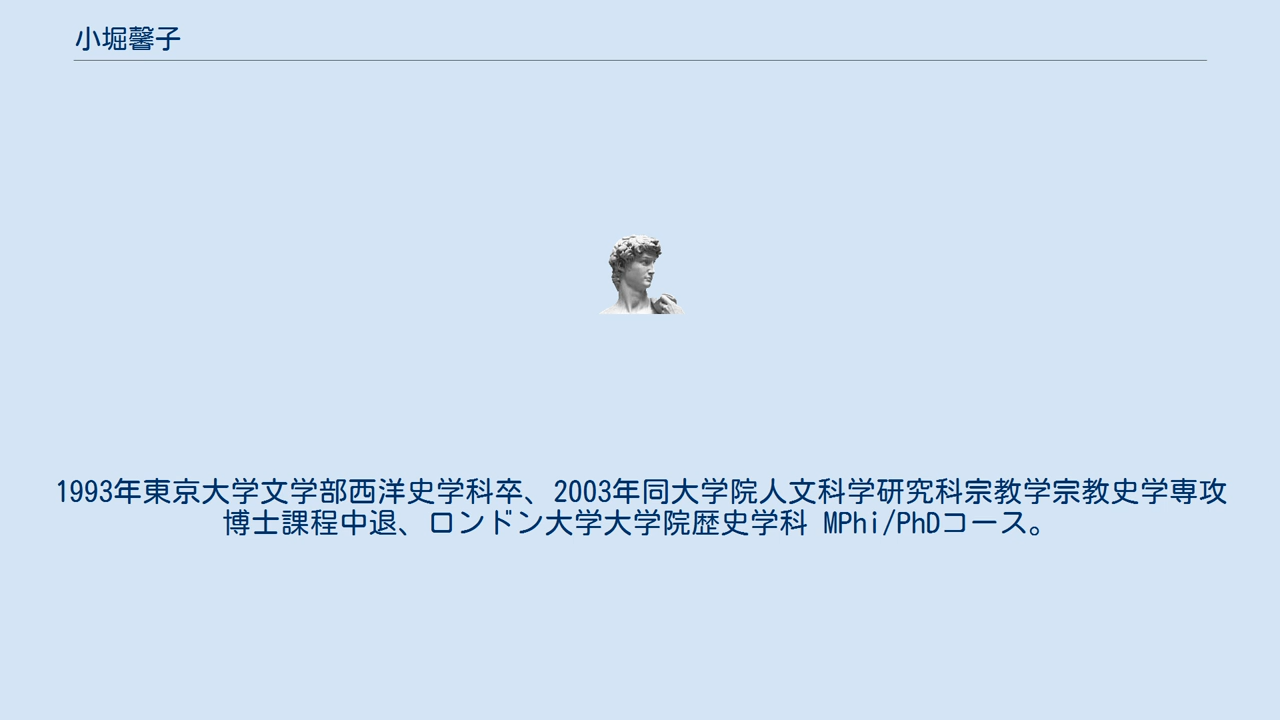 小堀馨子
1993年東京大学文学部西洋史学科卒、2003年同大学院人文科学研究科宗教学宗教史学専攻
博士課程中退、ロンドン大学大学院歴史学科 MPhi/PhDコース。